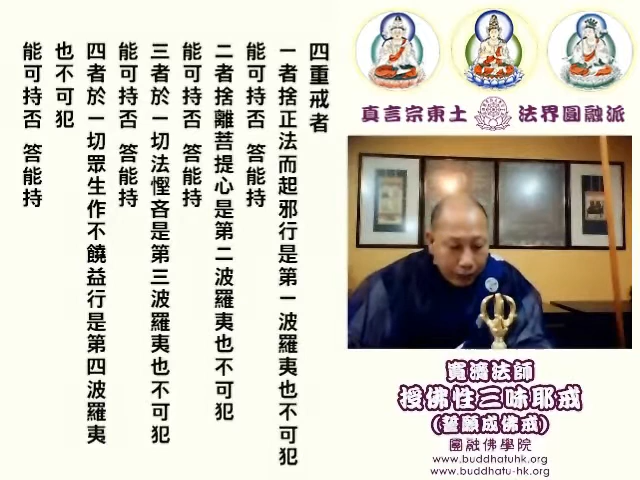 四重戒者
一者捨正法而起邪行是第一波羅夷也不可犯
能可持否 答能持
二者捨離菩提心是第二波羅夷也不可犯
能可持否 答能持
三者於一切法慳吝是第三波羅夷也不可犯
能可持否 答能持
四者於一切眾生作不饒益行是第四波羅夷
也不可犯
能可持否 答能持
真言宗東土 法界圓融派
寬濟法師
授佛性三昧耶戒
(誓願成佛戒)
圓融佛學院
www.buddhatuhk.org
www.buddhatu-hk.org